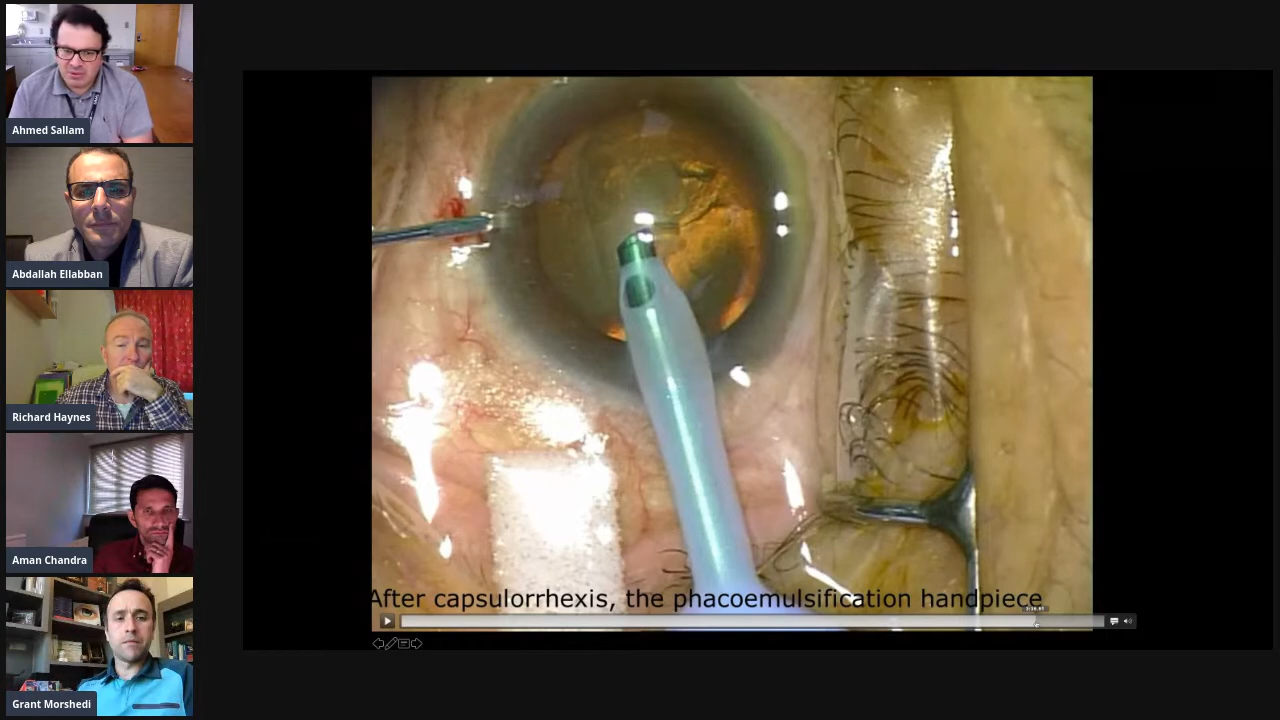 Ahmed Sallam
Abdallah Ellabban
Richard Haynes
Aman Chandra
Grant Morshedi
After capsulorrhexis, the phacoemulsification handpiece